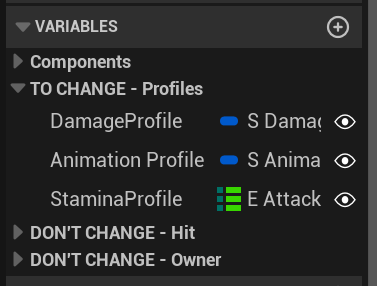 VARIABLES
Components
TO CHANGE - Profiles
DamageProfile S Damag
Animation Profile S Anima
StaminaProfile E Attack
DON'T CHANGE - Hit
DON'T CHANGE - Owner